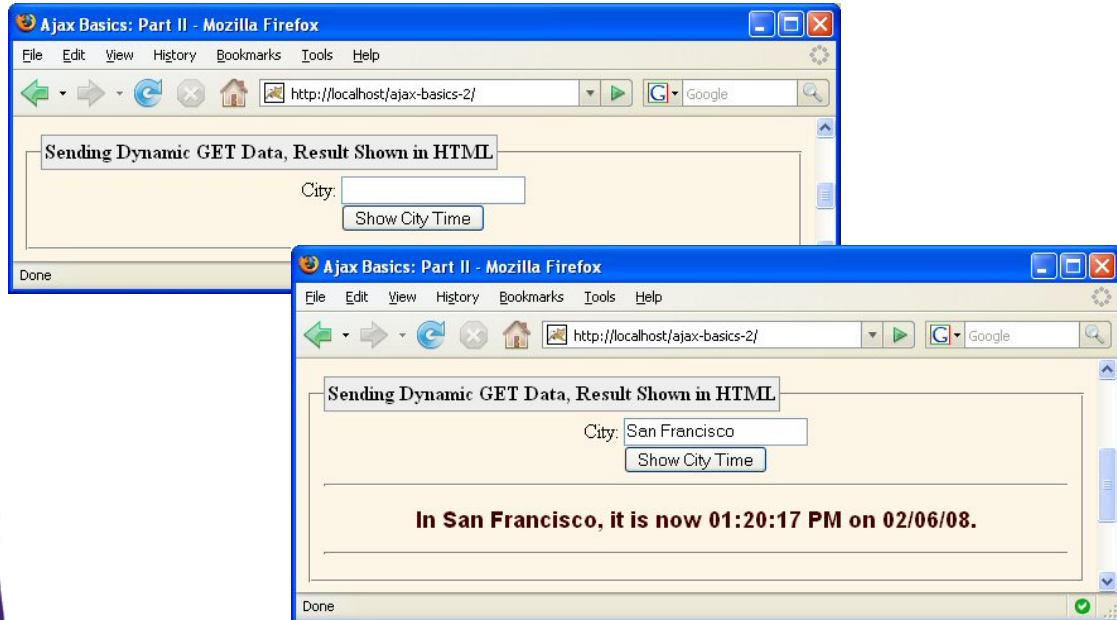 Ajax Basics: Part II - Mozilla Firefox
File Edit View History Bookmarks Tools Help
http://localhost/ajax-basics-2/ G Google
Sending Dynamic GET Data, Result Shown in HTML
City:
Show City Time
Done
Ajax Basics: Part II - Mozilla Firefox
File Edit View History Bookmarks Tools Help
http://localhost/ajax-basics-2/ G Google
Sending Dynamic GET Data, Result Shown in HTML
City: San Francisco
Show City Time
In San Francisco, it is now 01:20:17 PM on 02/06/08.
Done